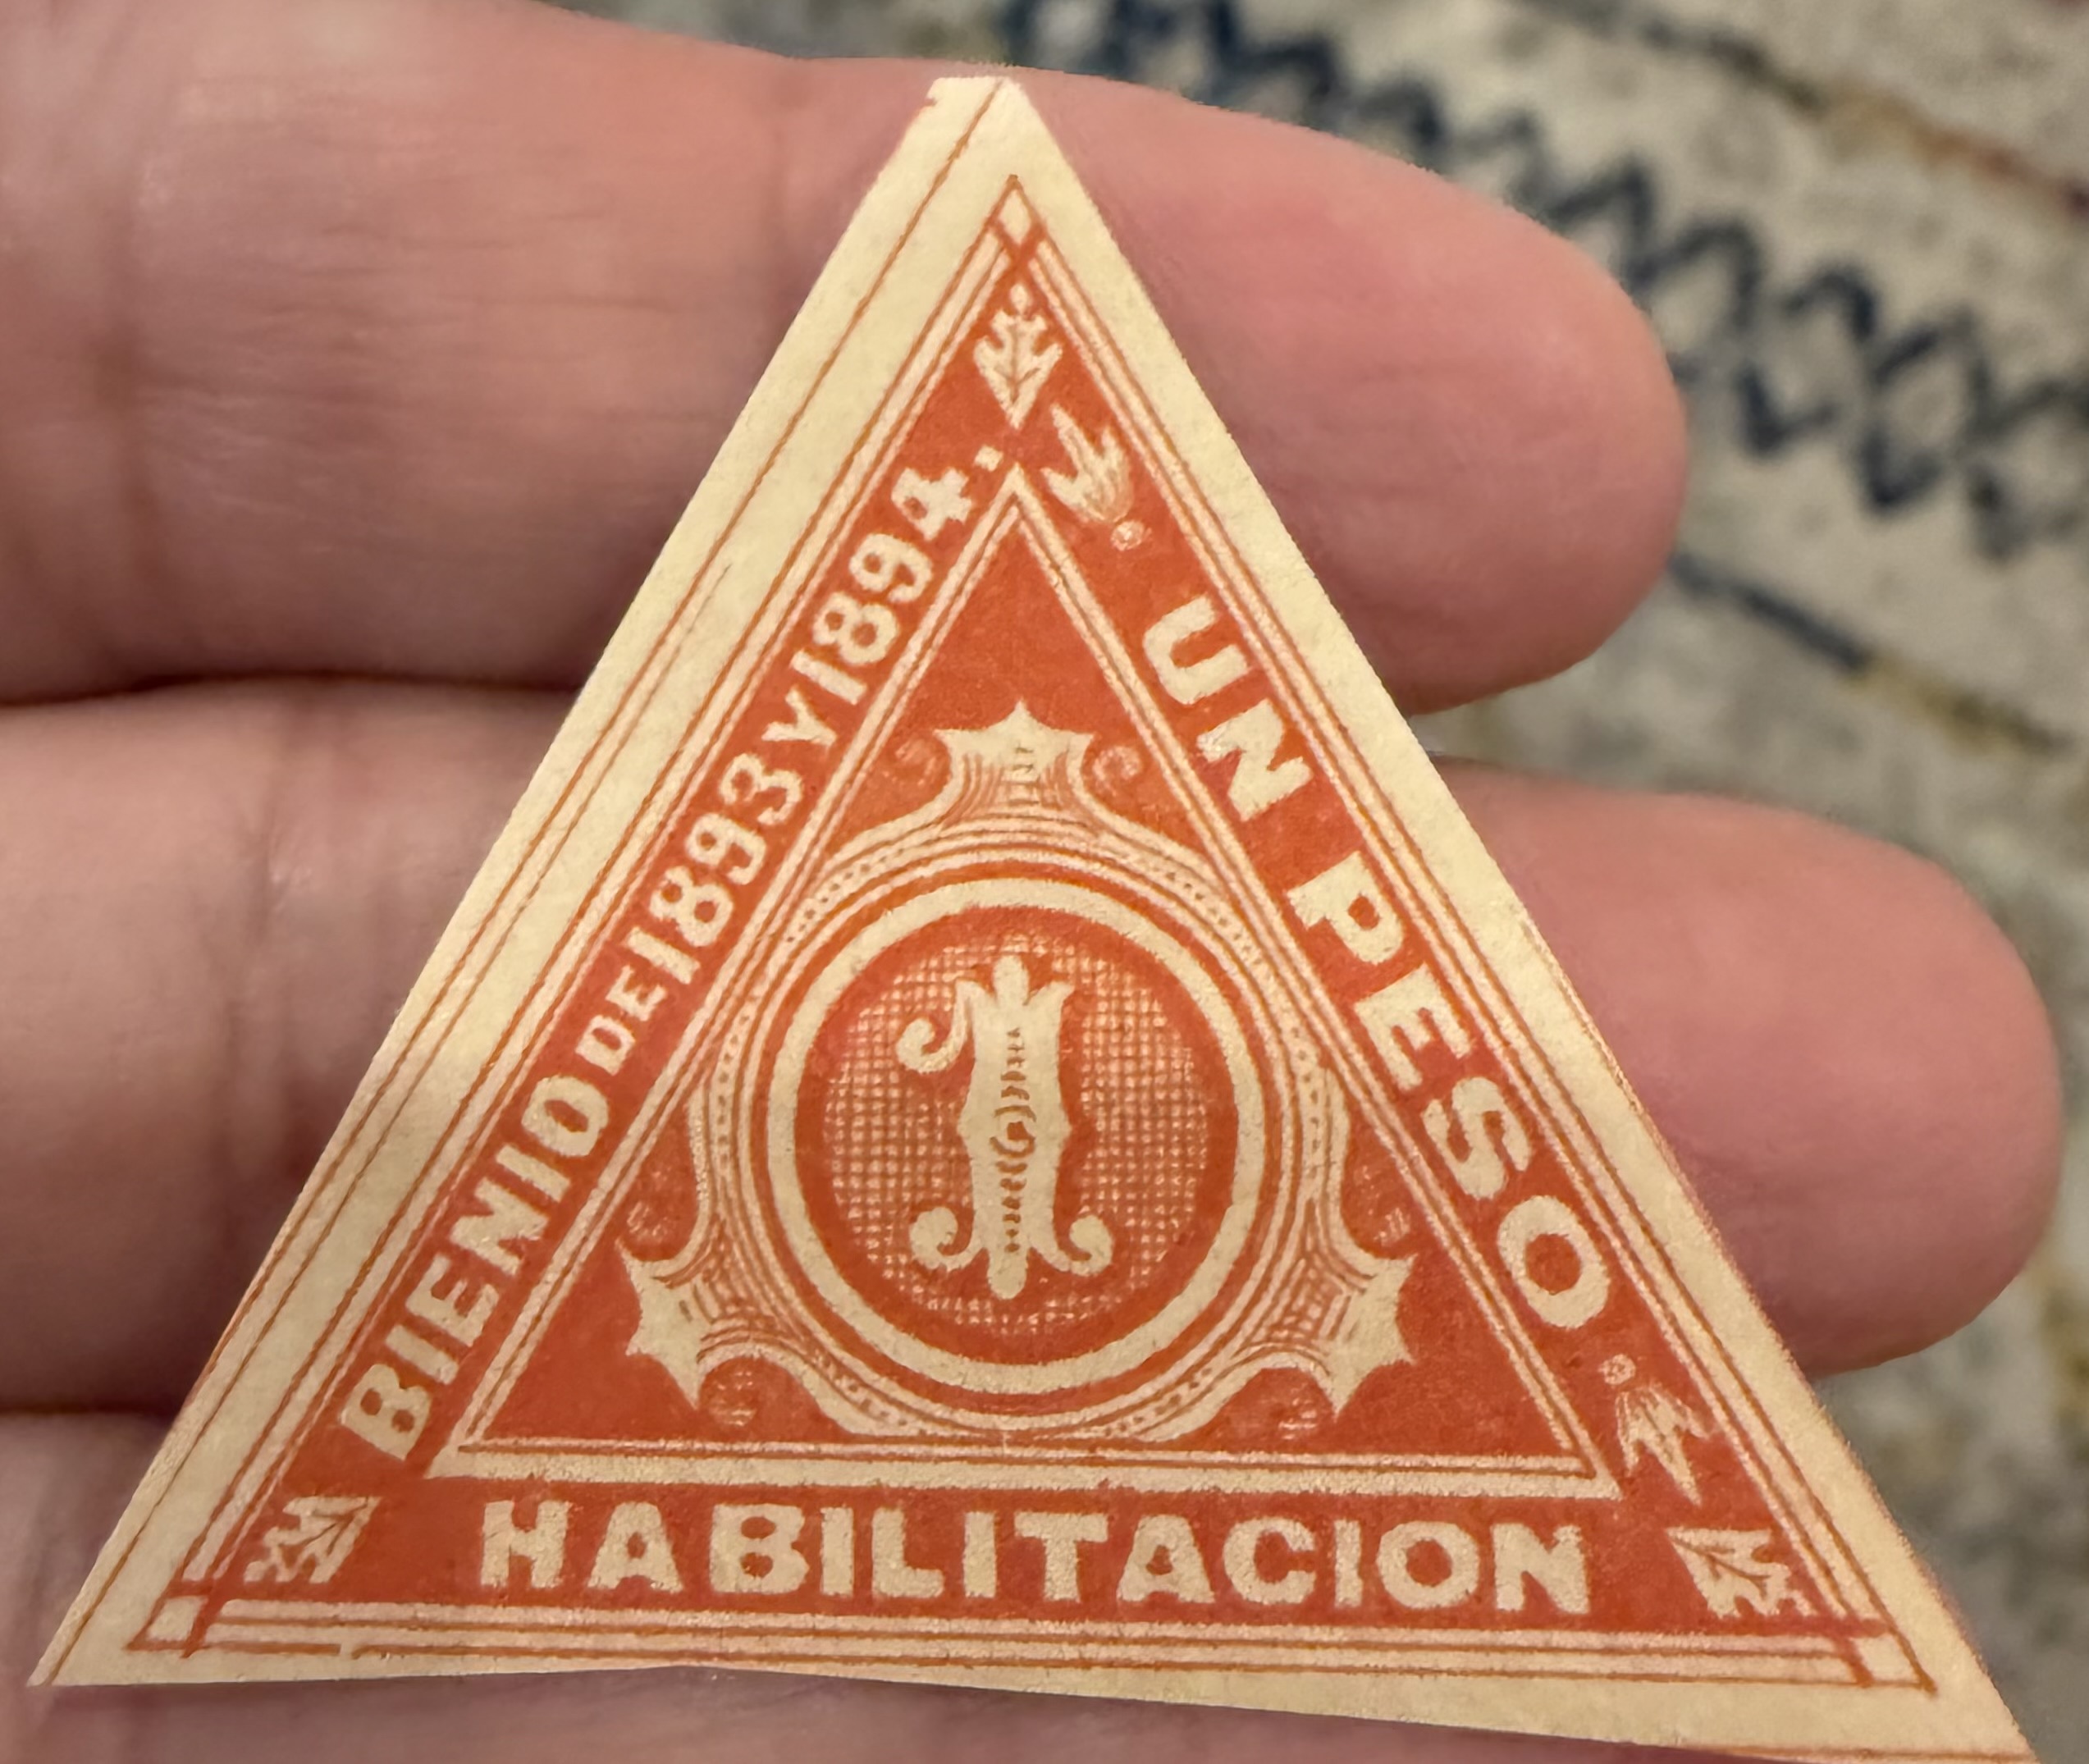 BIENIO DE 1893 Y 1894.
UN PESO
1
HABILITACION